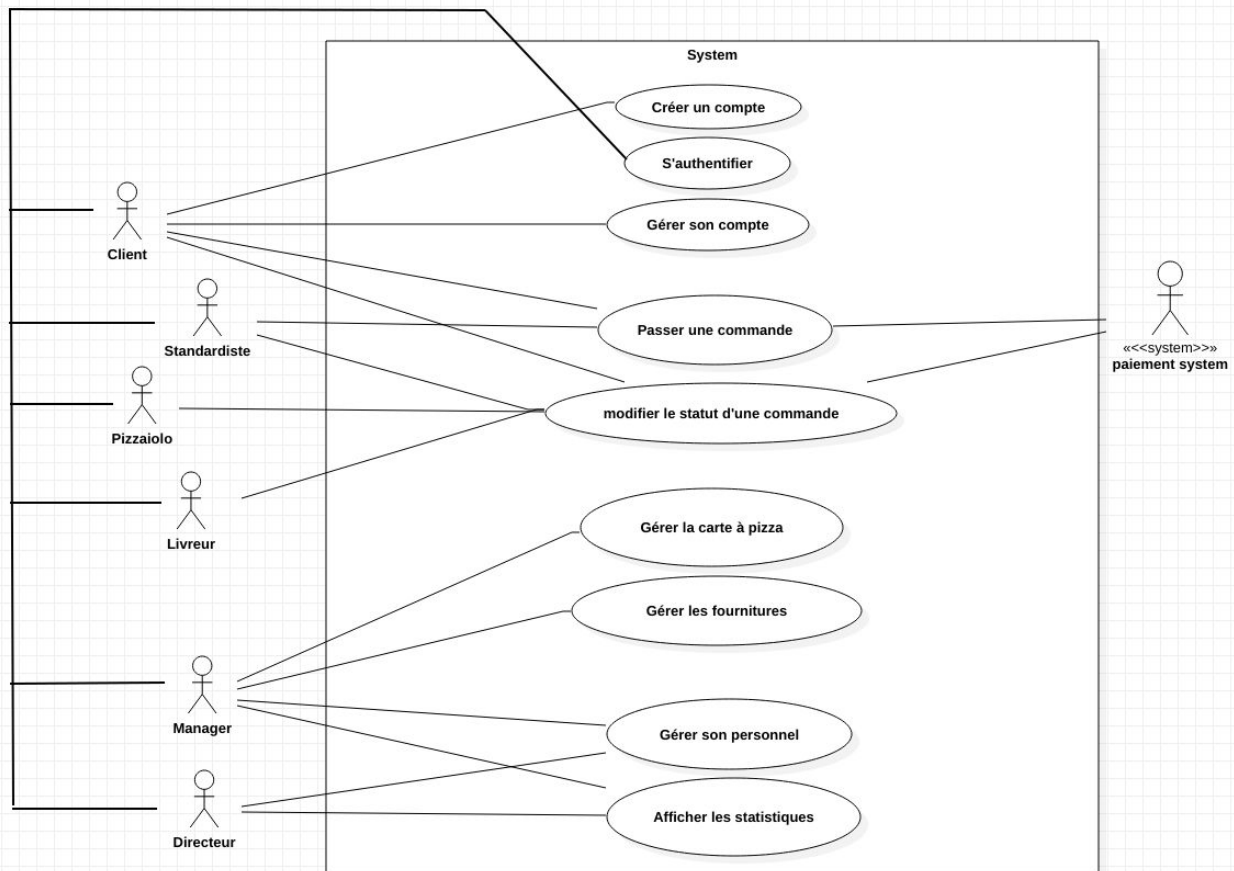 System
Créer un compte
S'authentifier
Gérer son compte
Client
Passer une commande
Standardiste
«<<system>>»
paiement system
modifier le statut d'une commande
Pizzaiolo
Gérer la carte à pizza
Livreur
Gérer les fournitures
Manager
Gérer son personnel
Afficher les statistiques
Directeur